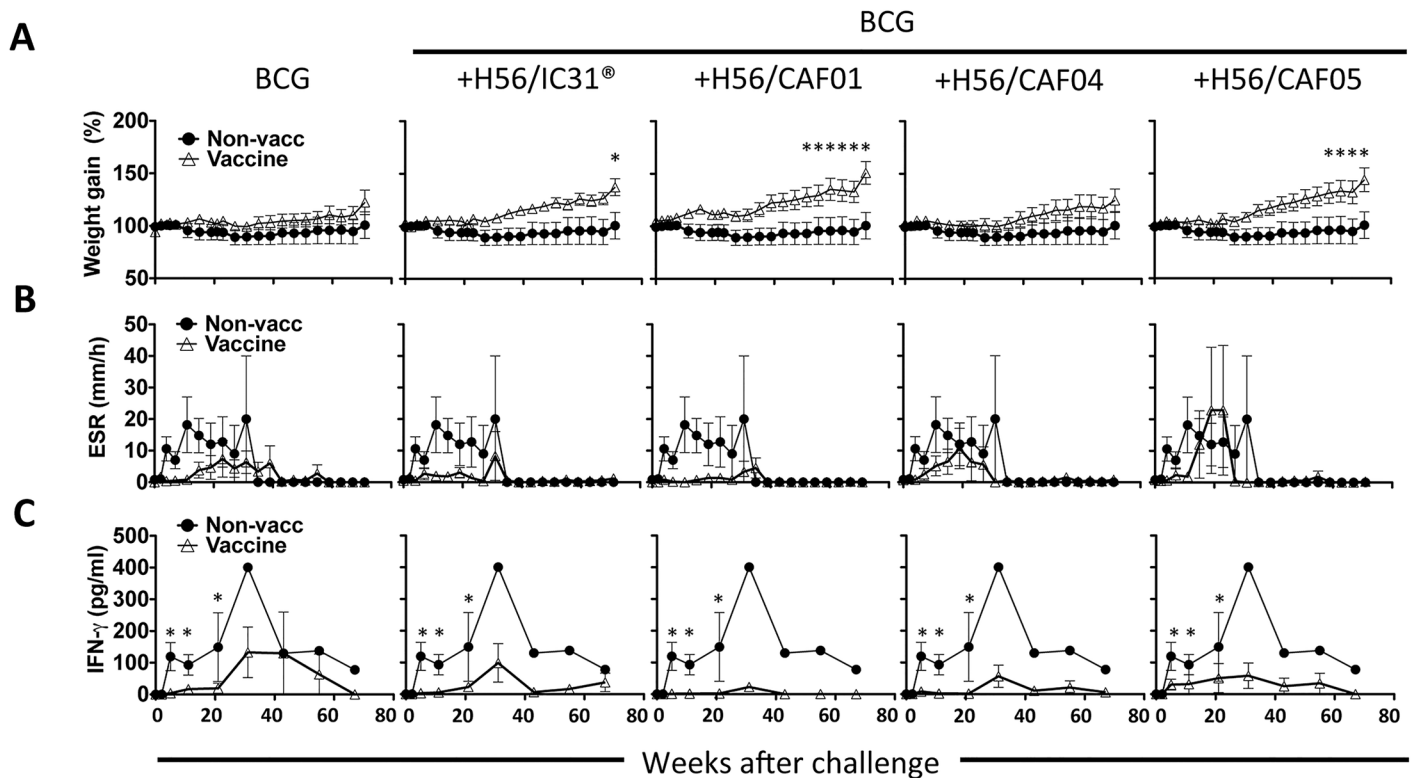 A
BCG
BCG
+H56/IC31®
+H56/CAF01
+H56/CAF04
+H56/CAF05
Weight gain (%)
200
150
100
50
Non-vacc
Vaccine
*
******
****
B
ESR (mm/h)
50
40
30
20
10
0
Non-vacc
Vaccine
C
IFN-γ (pg/ml)
500
400
300
200
100
0
Non-vacc
Vaccine
* * *
* * *
* * *
* * *
* * *
0 20 40 60 80 0 20 40 60 80 0 20 40 60 80 0 20 40 60 80 0 20 40 60 80
Weeks after challenge